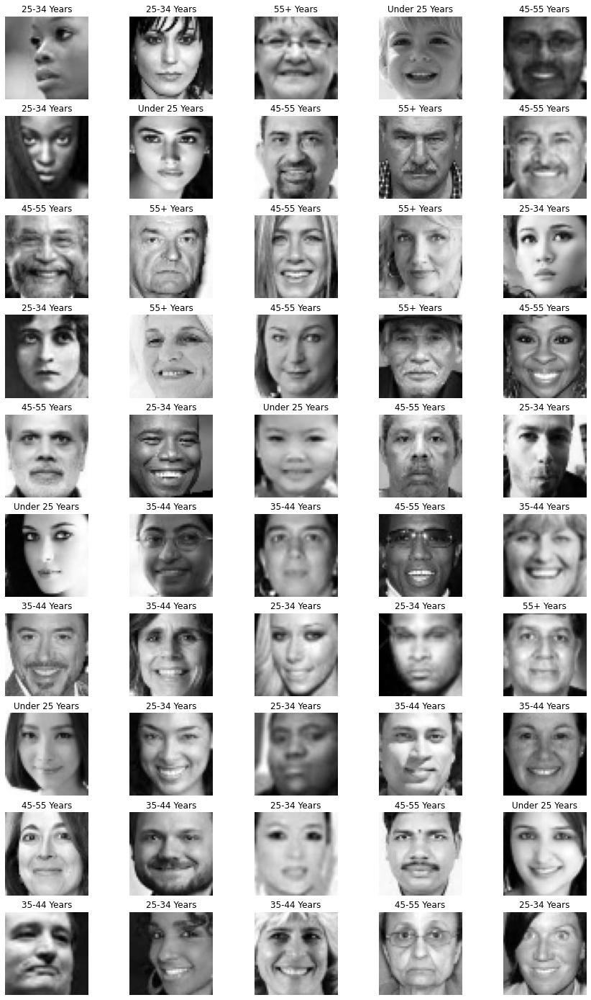 25-34 Years 25-34 Years 55+ Years Under 25 Years 45-55 Years
25-34 Years Under 25 Years 45-55 Years 55+ Years 45-55 Years
45-55 Years 55+ Years 45-55 Years 55+ Years 25-34 Years
25-34 Years 55+ Years 45-55 Years 55+ Years 45-55 Years
45-55 Years 25-34 Years Under 25 Years 45-55 Years 25-34 Years
Under 25 Years 35-44 Years 35-44 Years 45-55 Years 35-44 Years
35-44 Years 35-44 Years 25-34 Years 25-34 Years 55+ Years
Under 25 Years 25-34 Years 25-34 Years 35-44 Years 35-44 Years
45-55 Years 35-44 Years 25-34 Years 45-55 Years Under 25 Years
35-44 Years 25-34 Years 35-44 Years 45-55 Years 25-34 Years